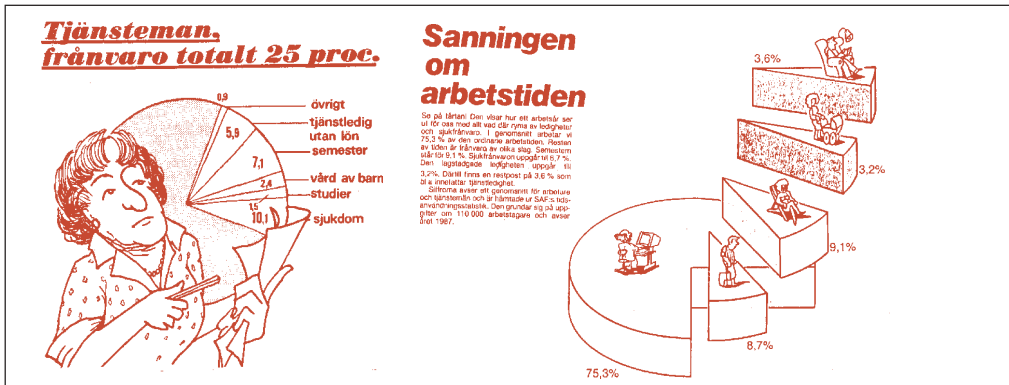 Tjänsteman,
frånvaro totalt 25 proc.
0,9
övrigt
tjänstledig
utan lön
5,9
semester
7,1
vård av barn
2,4
studier
1,5
10,1
sjukdom
Sanningen
om
arbetstiden
Se på tårtan! Den visar hur ett arbetsår ser
ut för oss med allt vad där ryms av ledigheter
och sjukfrånvaro. I genomsnitt arbetar vi
75,3 % av den ordinarie arbetstiden. Resten
av tiden är frånvaro av olika slag. Semestern
står för 9,1 %. Sjukfrånvaron uppgår till 8,7 %.
Den lagstadgade ledigheten uppgår till
3,2%. Därtill finns en restpost på 3,6 % som
bl a innefattar tjänstledighet.
Siffrorna avser ett genomsnitt för arbetare
och tjänstemän och är hämtade ur SAF:s tids-
användningsstatistik. Den grundar sig på upp-
gifter om 110 000 arbetstagare och avser
året 1987.
3,6%
3,2%
9,1%
8,7%
75,3%